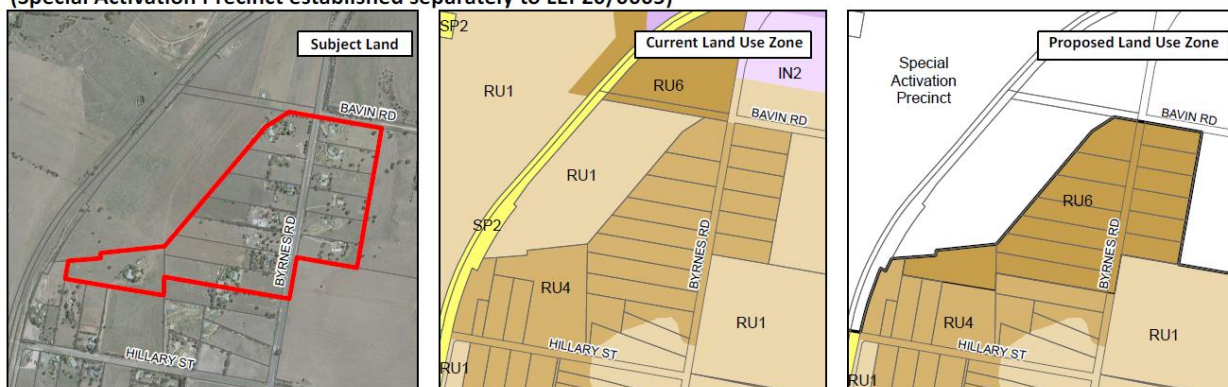 (Special Activation Precinct established separately to LEP20/0005)
Subject Land
BAVIN RD
BYRNES RD
HILLARY ST
Current Land Use Zone
SP2
RU1
RU6
IN2
BAVIN RD
RU1
SP2
BYRNES RD
RU4
RU1
HILLARY ST
RU1
Proposed Land Use Zone
Special
Activation
Precinct
BAVIN RD
RU6
BYRNES RD
RU4
RU1
HILLARY ST
RU1